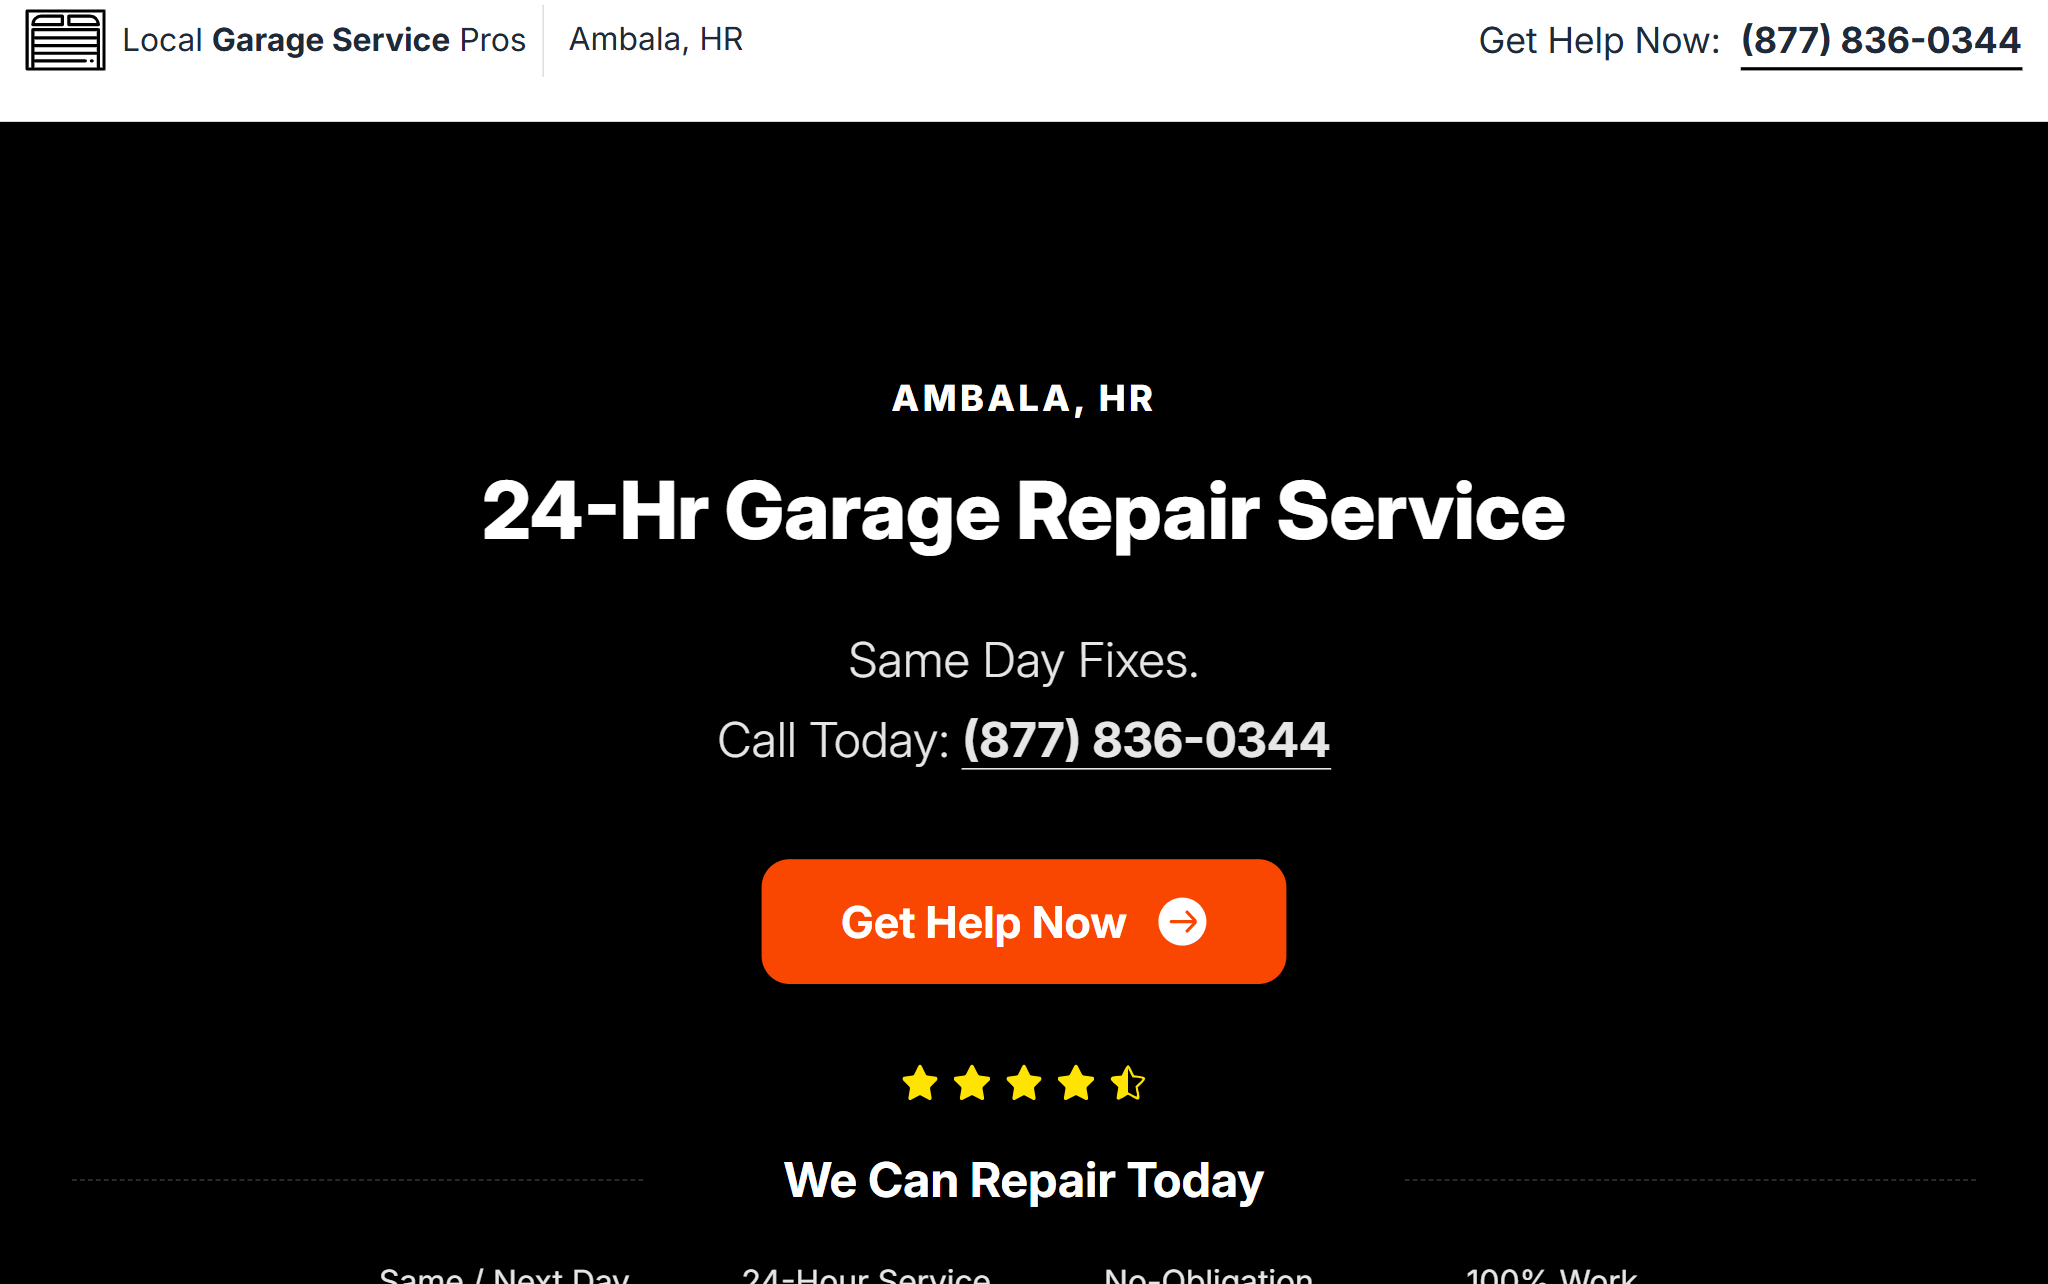 Local Garage Service Pros
Ambala, HR
Get Help Now: (877) 836-0344
AMBALA, HR
24-Hr Garage Repair Service
Same Day Fixes.
Call Today: (877) 836-0344
Get Help Now
We Can Repair Today
Same / Next Day
24-Hour Service
No-Obligation
100% Work